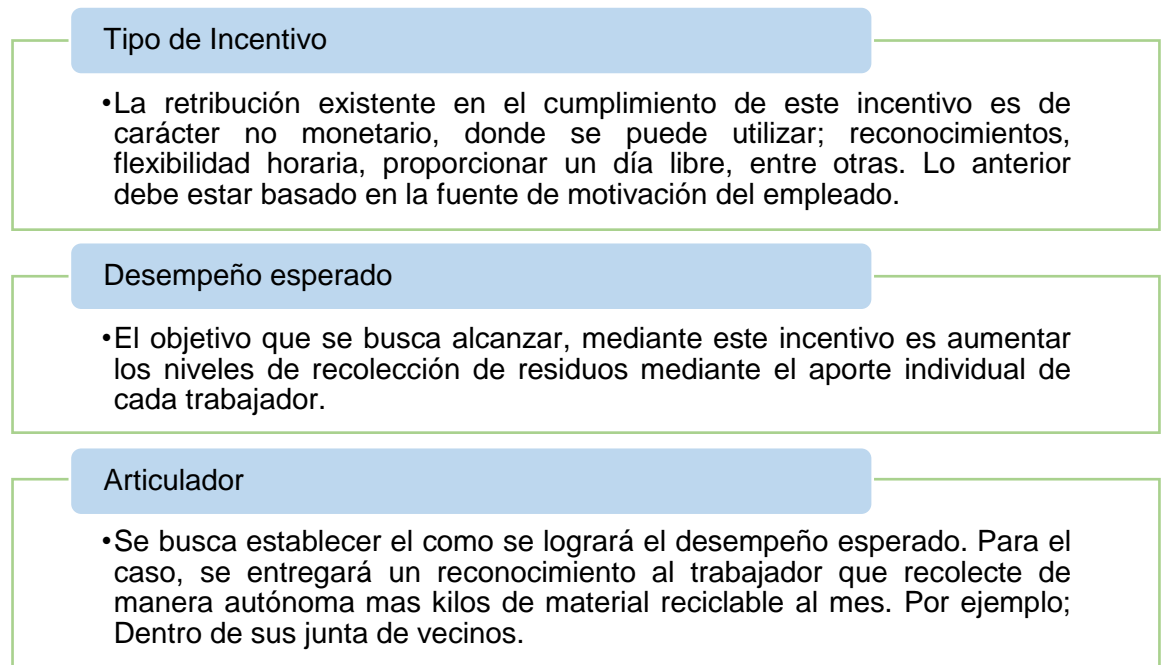 Tipo de Incentivo
•La retribución existente en el cumplimiento de este incentivo es de
carácter no monetario, donde se puede utilizar; reconocimientos,
flexibilidad horaria, proporcionar un día libre, entre otras. Lo anterior
debe estar basado en la fuente de motivación del empleado.
Desempeño esperado
•El objetivo que se busca alcanzar, mediante este incentivo es aumentar
los niveles de recolección de residuos mediante el aporte individual de
cada trabajador.
Articulador
•Se busca establecer el como se logrará el desempeño esperado. Para el
caso, se entregará un reconocimiento al trabajador que recolecte de
manera autónoma mas kilos de material reciclable al mes. Por ejemplo;
Dentro de sus junta de vecinos.